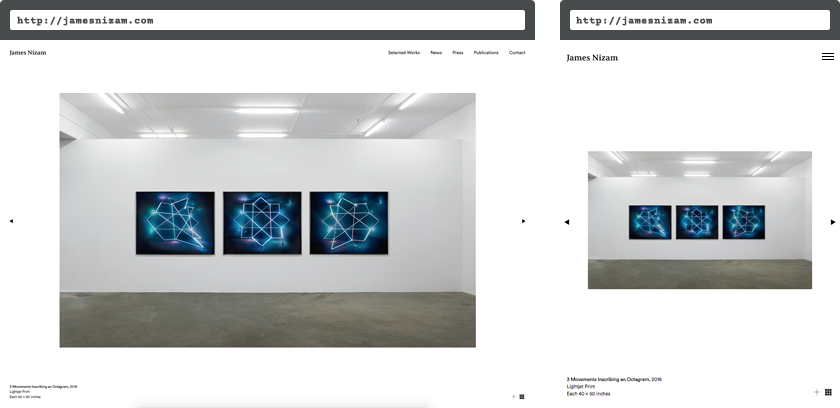 http://jamesnizam.com
James Nizam
Selected Works News Press Publications Contact
3 Movements Inscribing an Octagram, 2016
Lightjet Print
Each 40 × 50 inches
http://jamesnizam.com
James Nizam
3 Movements Inscribing an Octagram, 2016
Lightjet Print
Each 40 × 50 inches